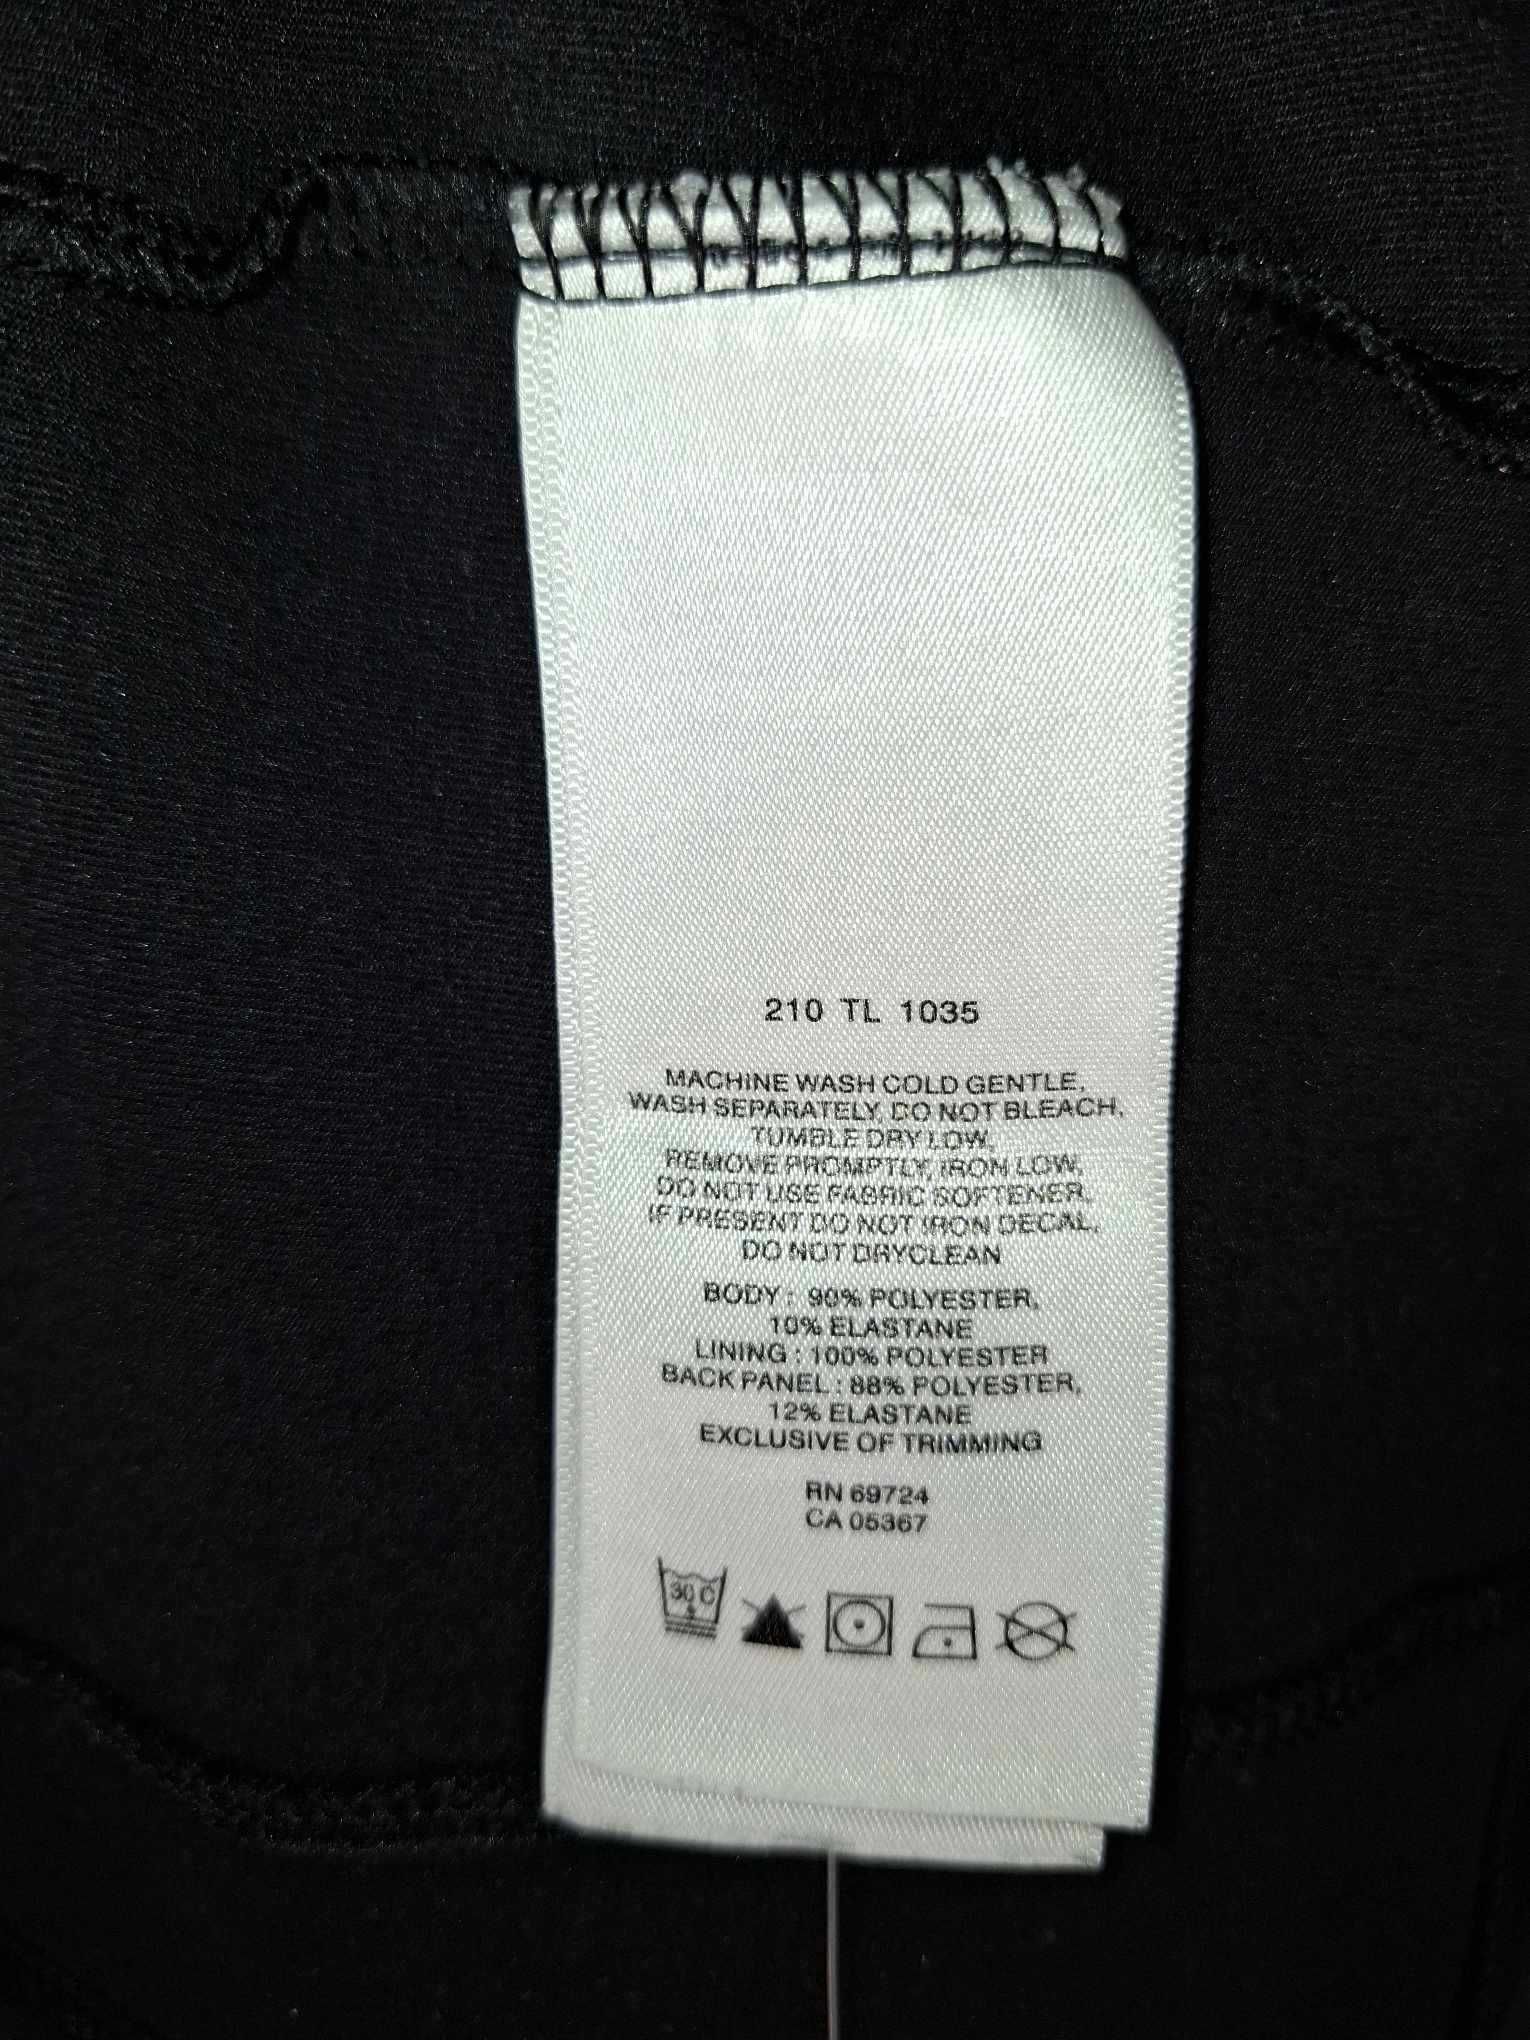 210 TL 1035
MACHINE WASH COLD GENTLE,
WASH SEPARATELY, DO NOT BLEACH,
TUMBLE DRY LOW,
REMOVE PROMPTLY, IRON LOW,
DO NOT USE FABRIC SOFTENER.
IF PRESENT DO NOT IRON DECAL,
DO NOT DRYCLEAN
BODY : 90% POLYESTER,
10% ELASTANE
LINING : 100% POLYESTER
BACK PANEL : 88% POLYESTER,
12% ELASTANE
EXCLUSIVE OF TRIMMING
RN 69724
CA 05367
30 C